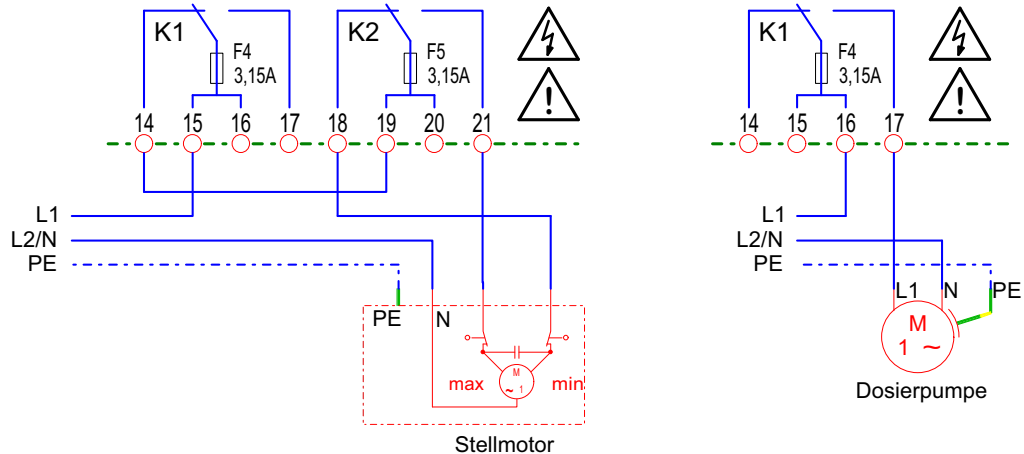 K1
F4
3,15A
K2
F5
3,15A
14 15 16 17 18 19 20 21
L1
L2/N
PE
PE
N
max
M
~ 1
min
Stellmotor
K1
F4
3,15A
14 15 16 17
L1
L2/N
PE
L1
N
PE
M
1 ~
Dosierpumpe